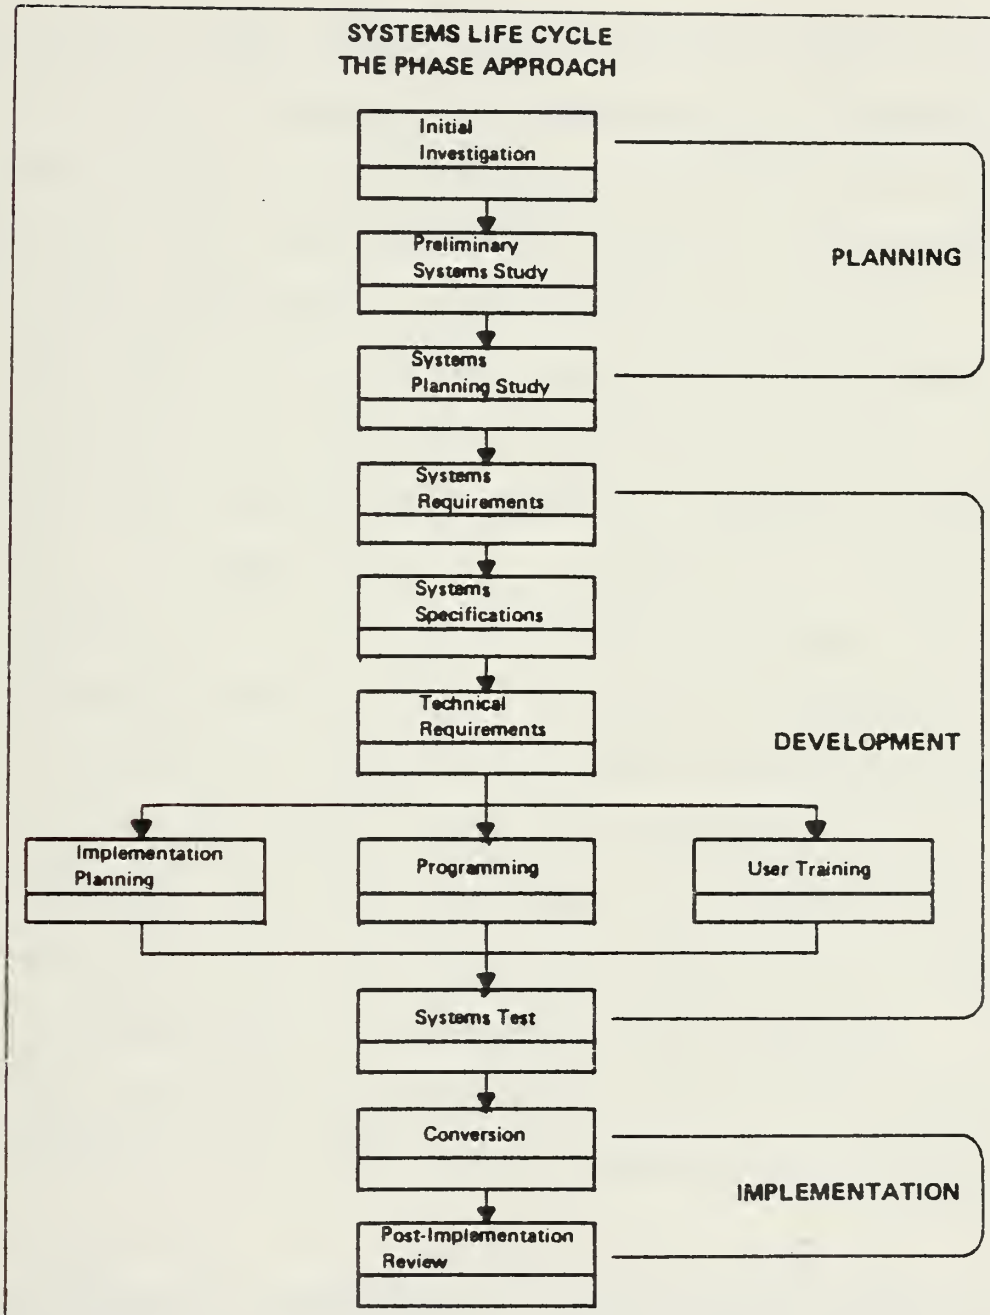 SYSTEMS LIFE CYCLE
THE PHASE APPROACH
Initial
Investigation
Preliminary
Systems Study
PLANNING
Systems
Planning Study
Systems
Requirements
Systems
Specifications
Technical
Requirements
DEVELOPMENT
Implementation
Planning
Programming
User Training
Systems Test
Conversion
IMPLEMENTATION
Post-Implementation
Review